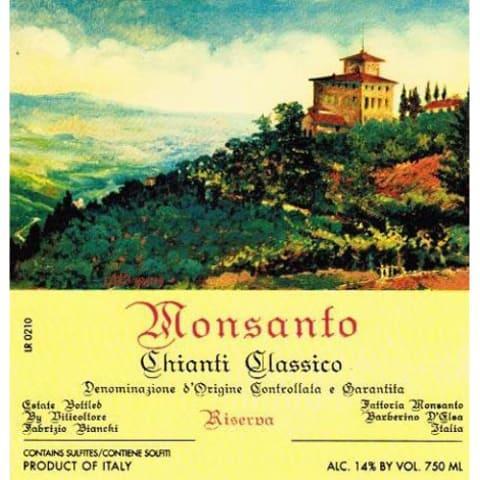 Monsanto
Chianti Classico
Denominazione d'Origine Controllata e Garantita
Estate Bottled
By Viticoltore
Fabrizio Bianchi
Riserva
Fattoria Monsanto
Barberino D'Elsa
Italia
LR 0210
CONTAINS SULFITES/CONTIENE SOLFITI
PRODUCT OF ITALY
ALC. 14% BY VOL. 750 ML